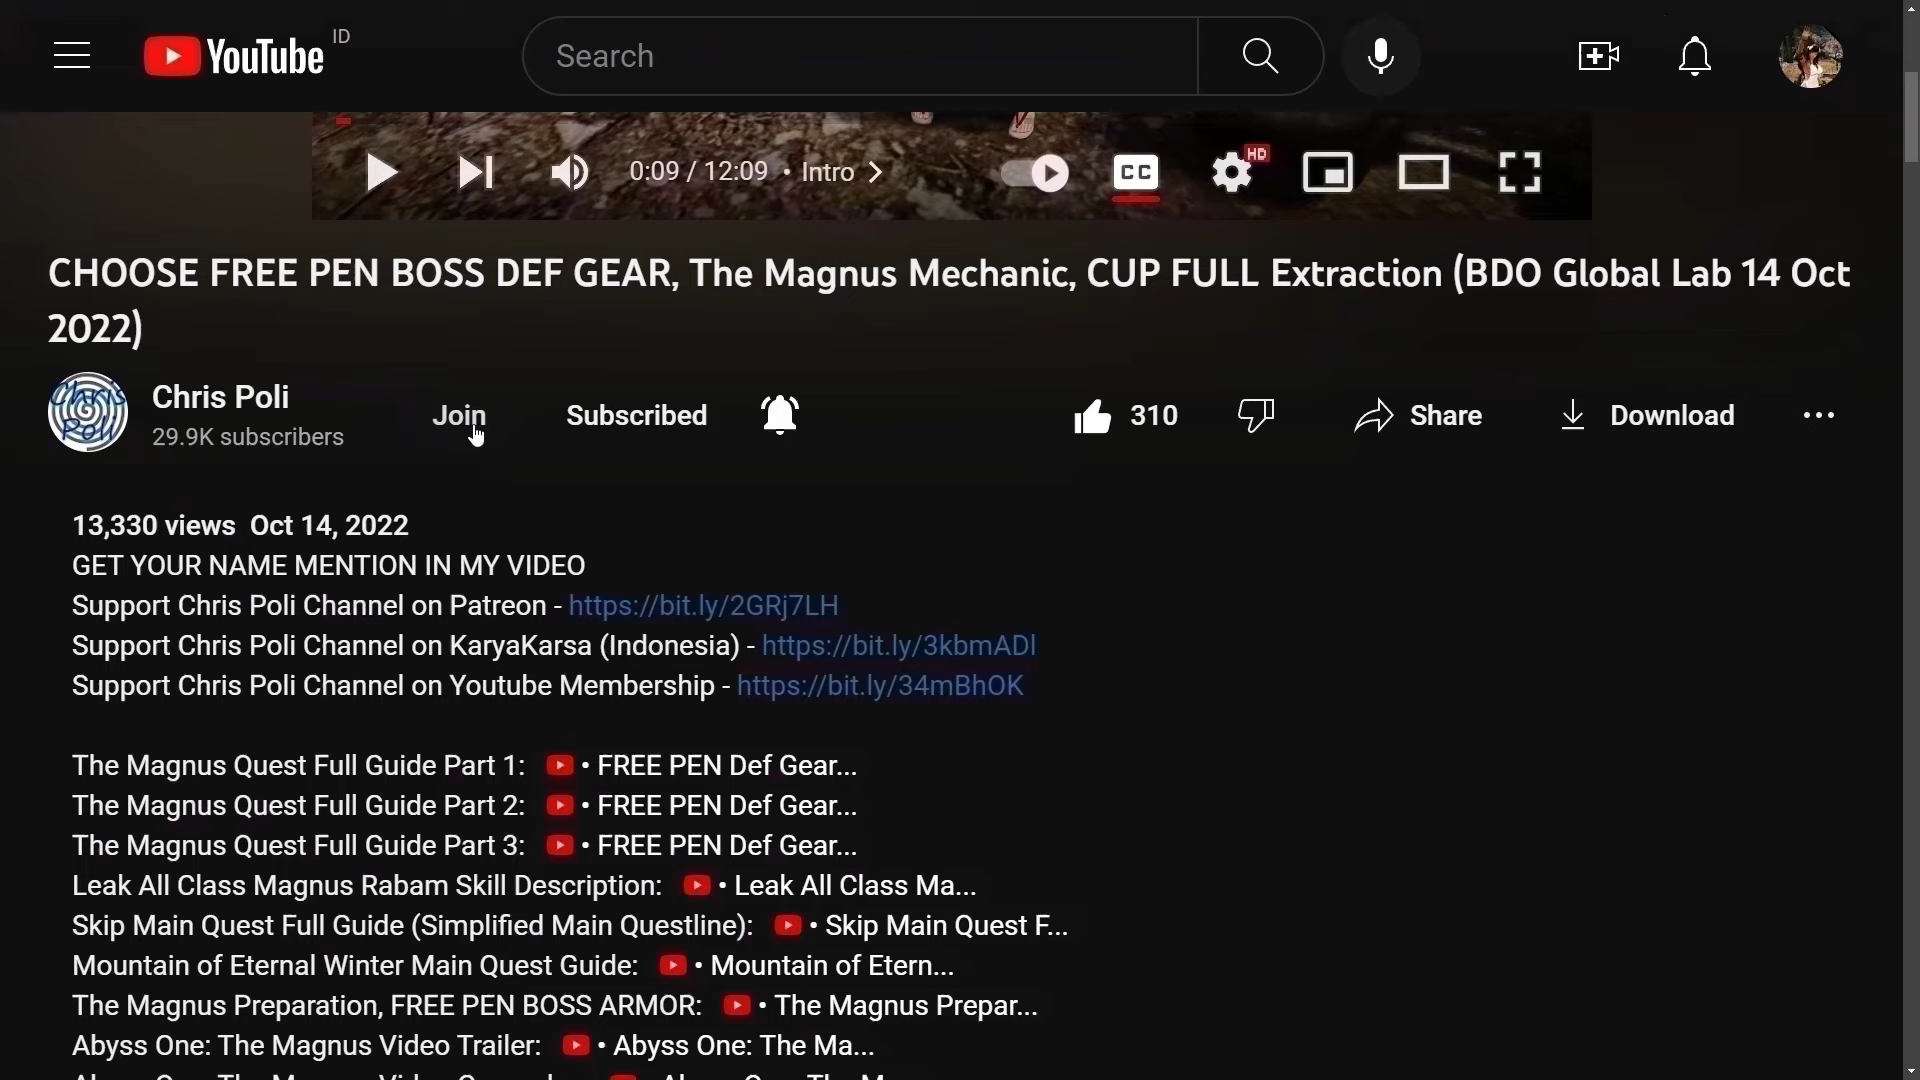 YouTube ID
Search
0:09 / 12:09 • Intro
CC
HD
CHOOSE FREE PEN BOSS DEF GEAR, The Magnus Mechanic, CUP FULL Extraction (BDO Global Lab 14 Oct
2022)
Chris Poli
Chris Poli
29.9K subscribers
Join
Subscribed
310
Share
Download
13,330 views Oct 14, 2022
GET YOUR NAME MENTION IN MY VIDEO
Support Chris Poli Channel on Patreon - https://bit.ly/2GRj7LH
Support Chris Poli Channel on KaryaKarsa (Indonesia) - https://bit.ly/3kbmADl
Support Chris Poli Channel on Youtube Membership - https://bit.ly/34mBhOK
The Magnus Quest Full Guide Part 1: • FREE PEN Def Gear...
The Magnus Quest Full Guide Part 2: • FREE PEN Def Gear...
The Magnus Quest Full Guide Part 3: • FREE PEN Def Gear...
Leak All Class Magnus Rabam Skill Description: • Leak All Class Ma...
Skip Main Quest Full Guide (Simplified Main Questline): • Skip Main Quest F...
Mountain of Eternal Winter Main Quest Guide: • Mountain of Etern...
The Magnus Preparation, FREE PEN BOSS ARMOR: • The Magnus Prepar...
Abyss One: The Magnus Video Trailer: • Abyss One: The Ma...